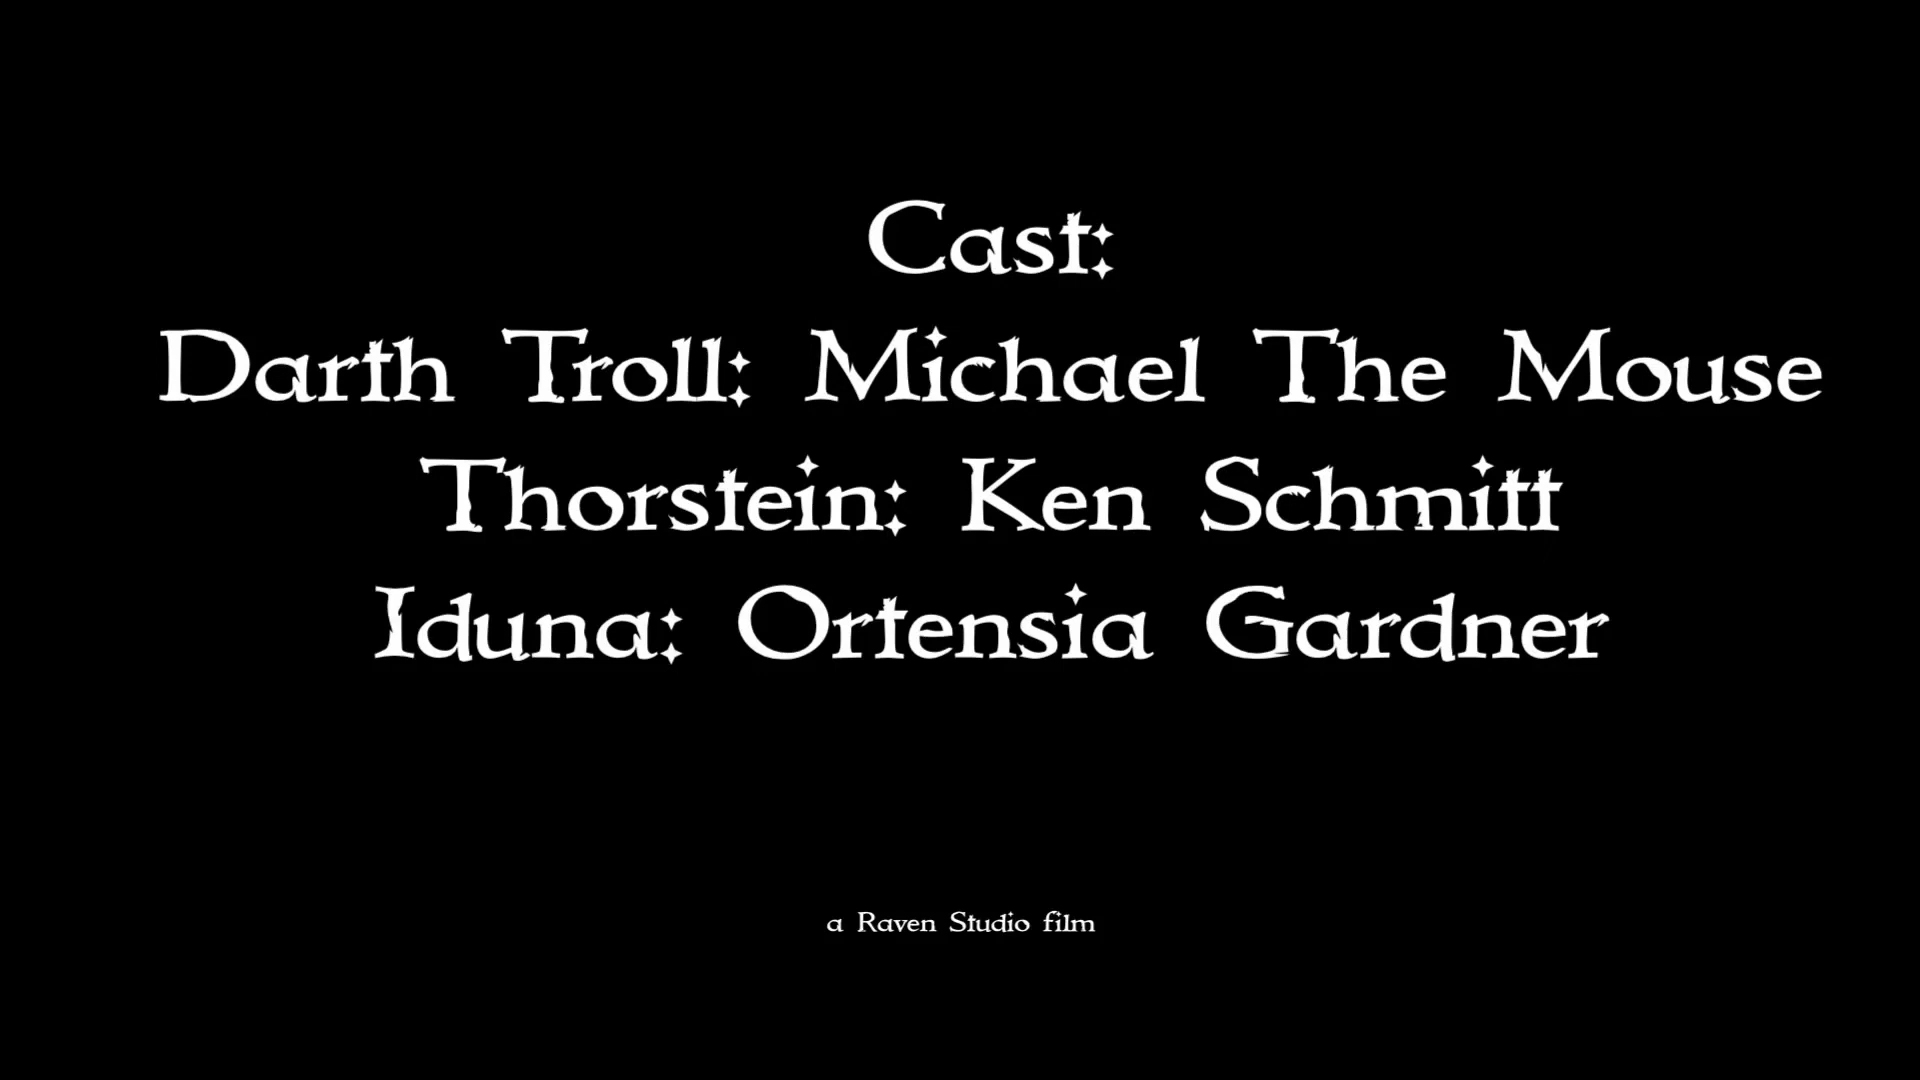 Cast:
Darth Troll: Michael The Mouse
Thorstein: Ken Schmitt
Iduna: Ortensia Gardner
a Raven Studio film